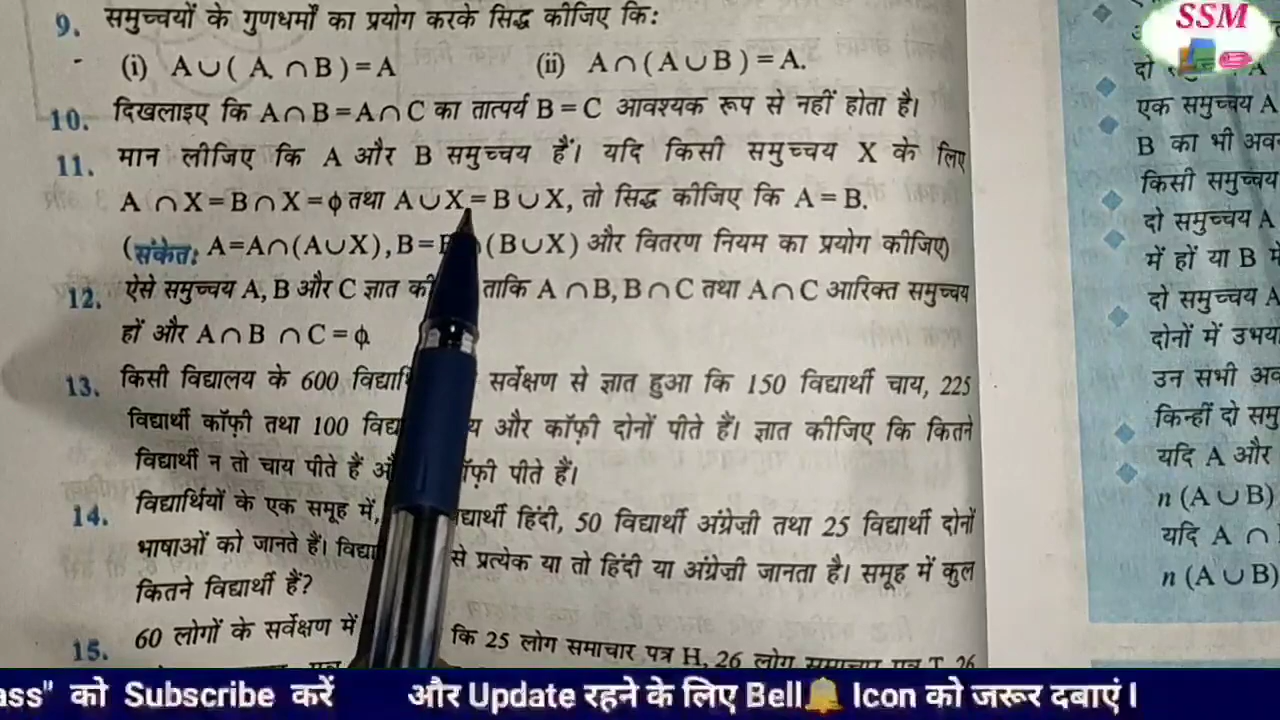 9. समुच्चयों के गुणधर्मों का प्रयोग करके सिद्ध कीजिए कि:
(i) A∪( A ∩ B ) = A (ii) A∩( A∪B ) = A.
10. दिखलाइए कि A∩B = A∩C का तात्पर्य B = C आवश्यक रूप से नहीं होता है।
11. मान लीजिए कि A और B समुच्चय हैं। यदि किसी समुच्चय X के लिए
A ∩ X = B ∩ X = ϕ तथा A ∪ X = B ∪ X, तो सिद्ध कीजिए कि A = B.
(संकेत: A = A∩(A∪X), B = (B∪X) और वितरण नियम का प्रयोग कीजिए)
12. ऐसे समुच्चय A, B और C ज्ञात ताकि A ∩ B, B ∩ C तथा A ∩ C आरिक्त समुच्चय
हों और A ∩ B ∩ C = ϕ
13. किसी विद्यालय के 600 सर्वेक्षण से ज्ञात हुआ कि 150 विद्यार्थी चाय, 225
विद्यार्थी कॉफ़ी तथा 100 और कॉफ़ी दोनों पीते हैं। ज्ञात कीजिए कि कितने
विद्यार्थी न तो चाय पीते हैं पीते हैं।
14. विद्यार्थियों के एक समूह में, हिंदी, 50 विद्यार्थी अंग्रेज़ी तथा 25 विद्यार्थी दोनों
भाषाओं को जानते हैं। से प्रत्येक या तो हिंदी या अंग्रेज़ी जानता है। समूह में कुल
कितने विद्यार्थी हैं?
15. 60 लोगों के सर्वेक्षण में कि 25 लोग समाचार पत्र H, 26 लोग समाचार पत्र T, 26
SSM
दो A
एक समुच्चय A
B का भी
किसी समुच्चय
दो समुच्चय A
में हों या B
दो समुच्चय A
दोनों में
उन सभी
किन्हीं दो
यदि A और
n (A ∪ B)
यदि A ∩
n (A ∪ B)
को Subscribe करें और Update रहने के लिए Bell🔔 Icon को जरूर दबाएं।